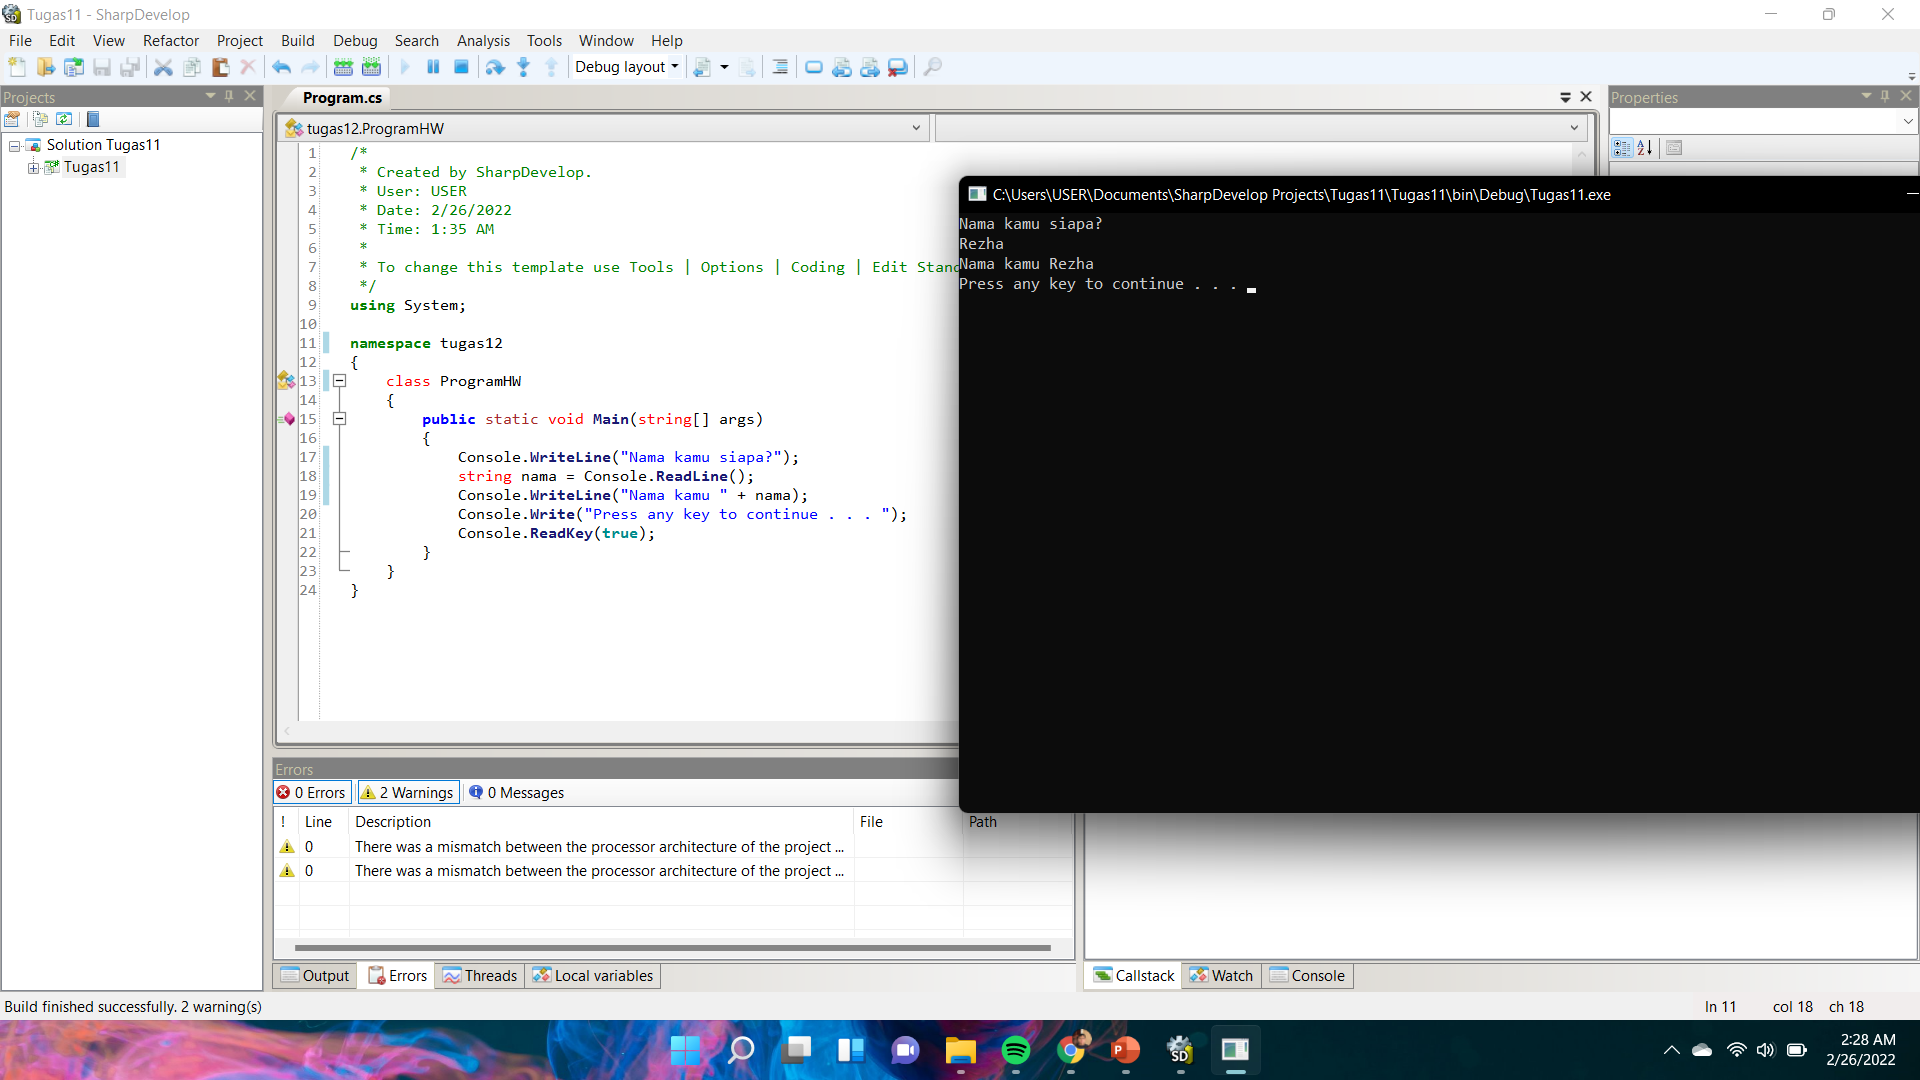 Tugas11 - SharpDevelop
File Edit View Refactor Project Build Debug Search Analysis Tools Window Help
Debug layout
Projects
Solution Tugas11
Tugas11
Program.cs
tugas12.ProgramHW
1 /*
2 * Created by SharpDevelop.
3 * User: USER
4 * Date: 2/26/2022
5 * Time: 1:35 AM
6 *
7 * To change this template use Tools | Options | Coding | Edit Stand
8 */
9 using System;
10
11 namespace tugas12
12 {
13 class ProgramHW
14 {
15 public static void Main(string[] args)
16 {
17 Console.WriteLine("Nama kamu siapa?");
18 string nama = Console.ReadLine();
19 Console.WriteLine("Nama kamu " + nama);
20 Console.Write("Press any key to continue . . . ");
21 Console.ReadKey(true);
22 }
23 }
24 }
Properties
C:\Users\USER\Documents\SharpDevelop Projects\Tugas11\Tugas11\bin\Debug\Tugas11.exe
Nama kamu siapa?
Rezha
Nama kamu Rezha
Press any key to continue . . .
Errors
0 Errors 2 Warnings 0 Messages
! Line Description File Path
0 There was a mismatch between the processor architecture of the project ...
0 There was a mismatch between the processor architecture of the project ...
Output Errors Threads Local variables
Callstack Watch Console
Build finished successfully. 2 warning(s)
ln 11 col 18 ch 18
2:28 AM
2/26/2022